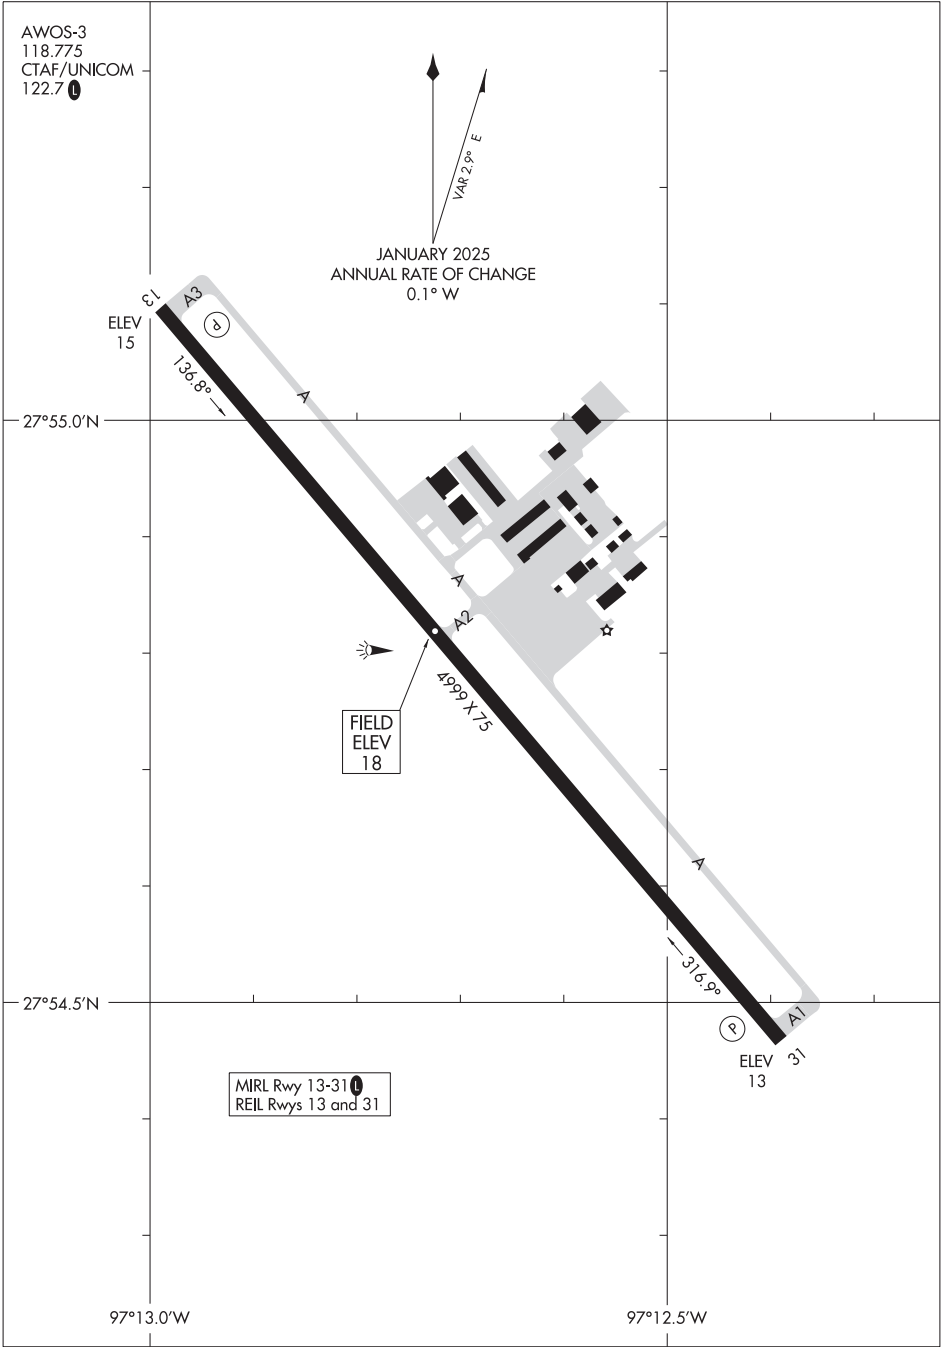 AWOS-3
118.775
CTAF/UNICOM
122.7 L
VAR 2.9° E
JANUARY 2025
ANNUAL RATE OF CHANGE
0.1° W
13
A3
P
ELEV
15
136.8°
A
27°55.0'N
A
A2
4999 X 75
FIELD
ELEV
18
A
316.9°
27°54.5'N
A1
P
31
ELEV
13
MIRL Rwy 13-31 L
REIL Rwys 13 and 31
97°13.0'W
97°12.5'W